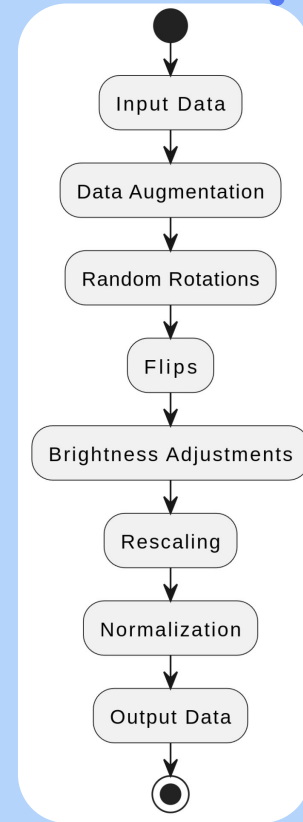 Input Data
Data Augmentation
Random Rotations
Flips
Brightness Adjustments
Rescaling
Normalization
Output Data